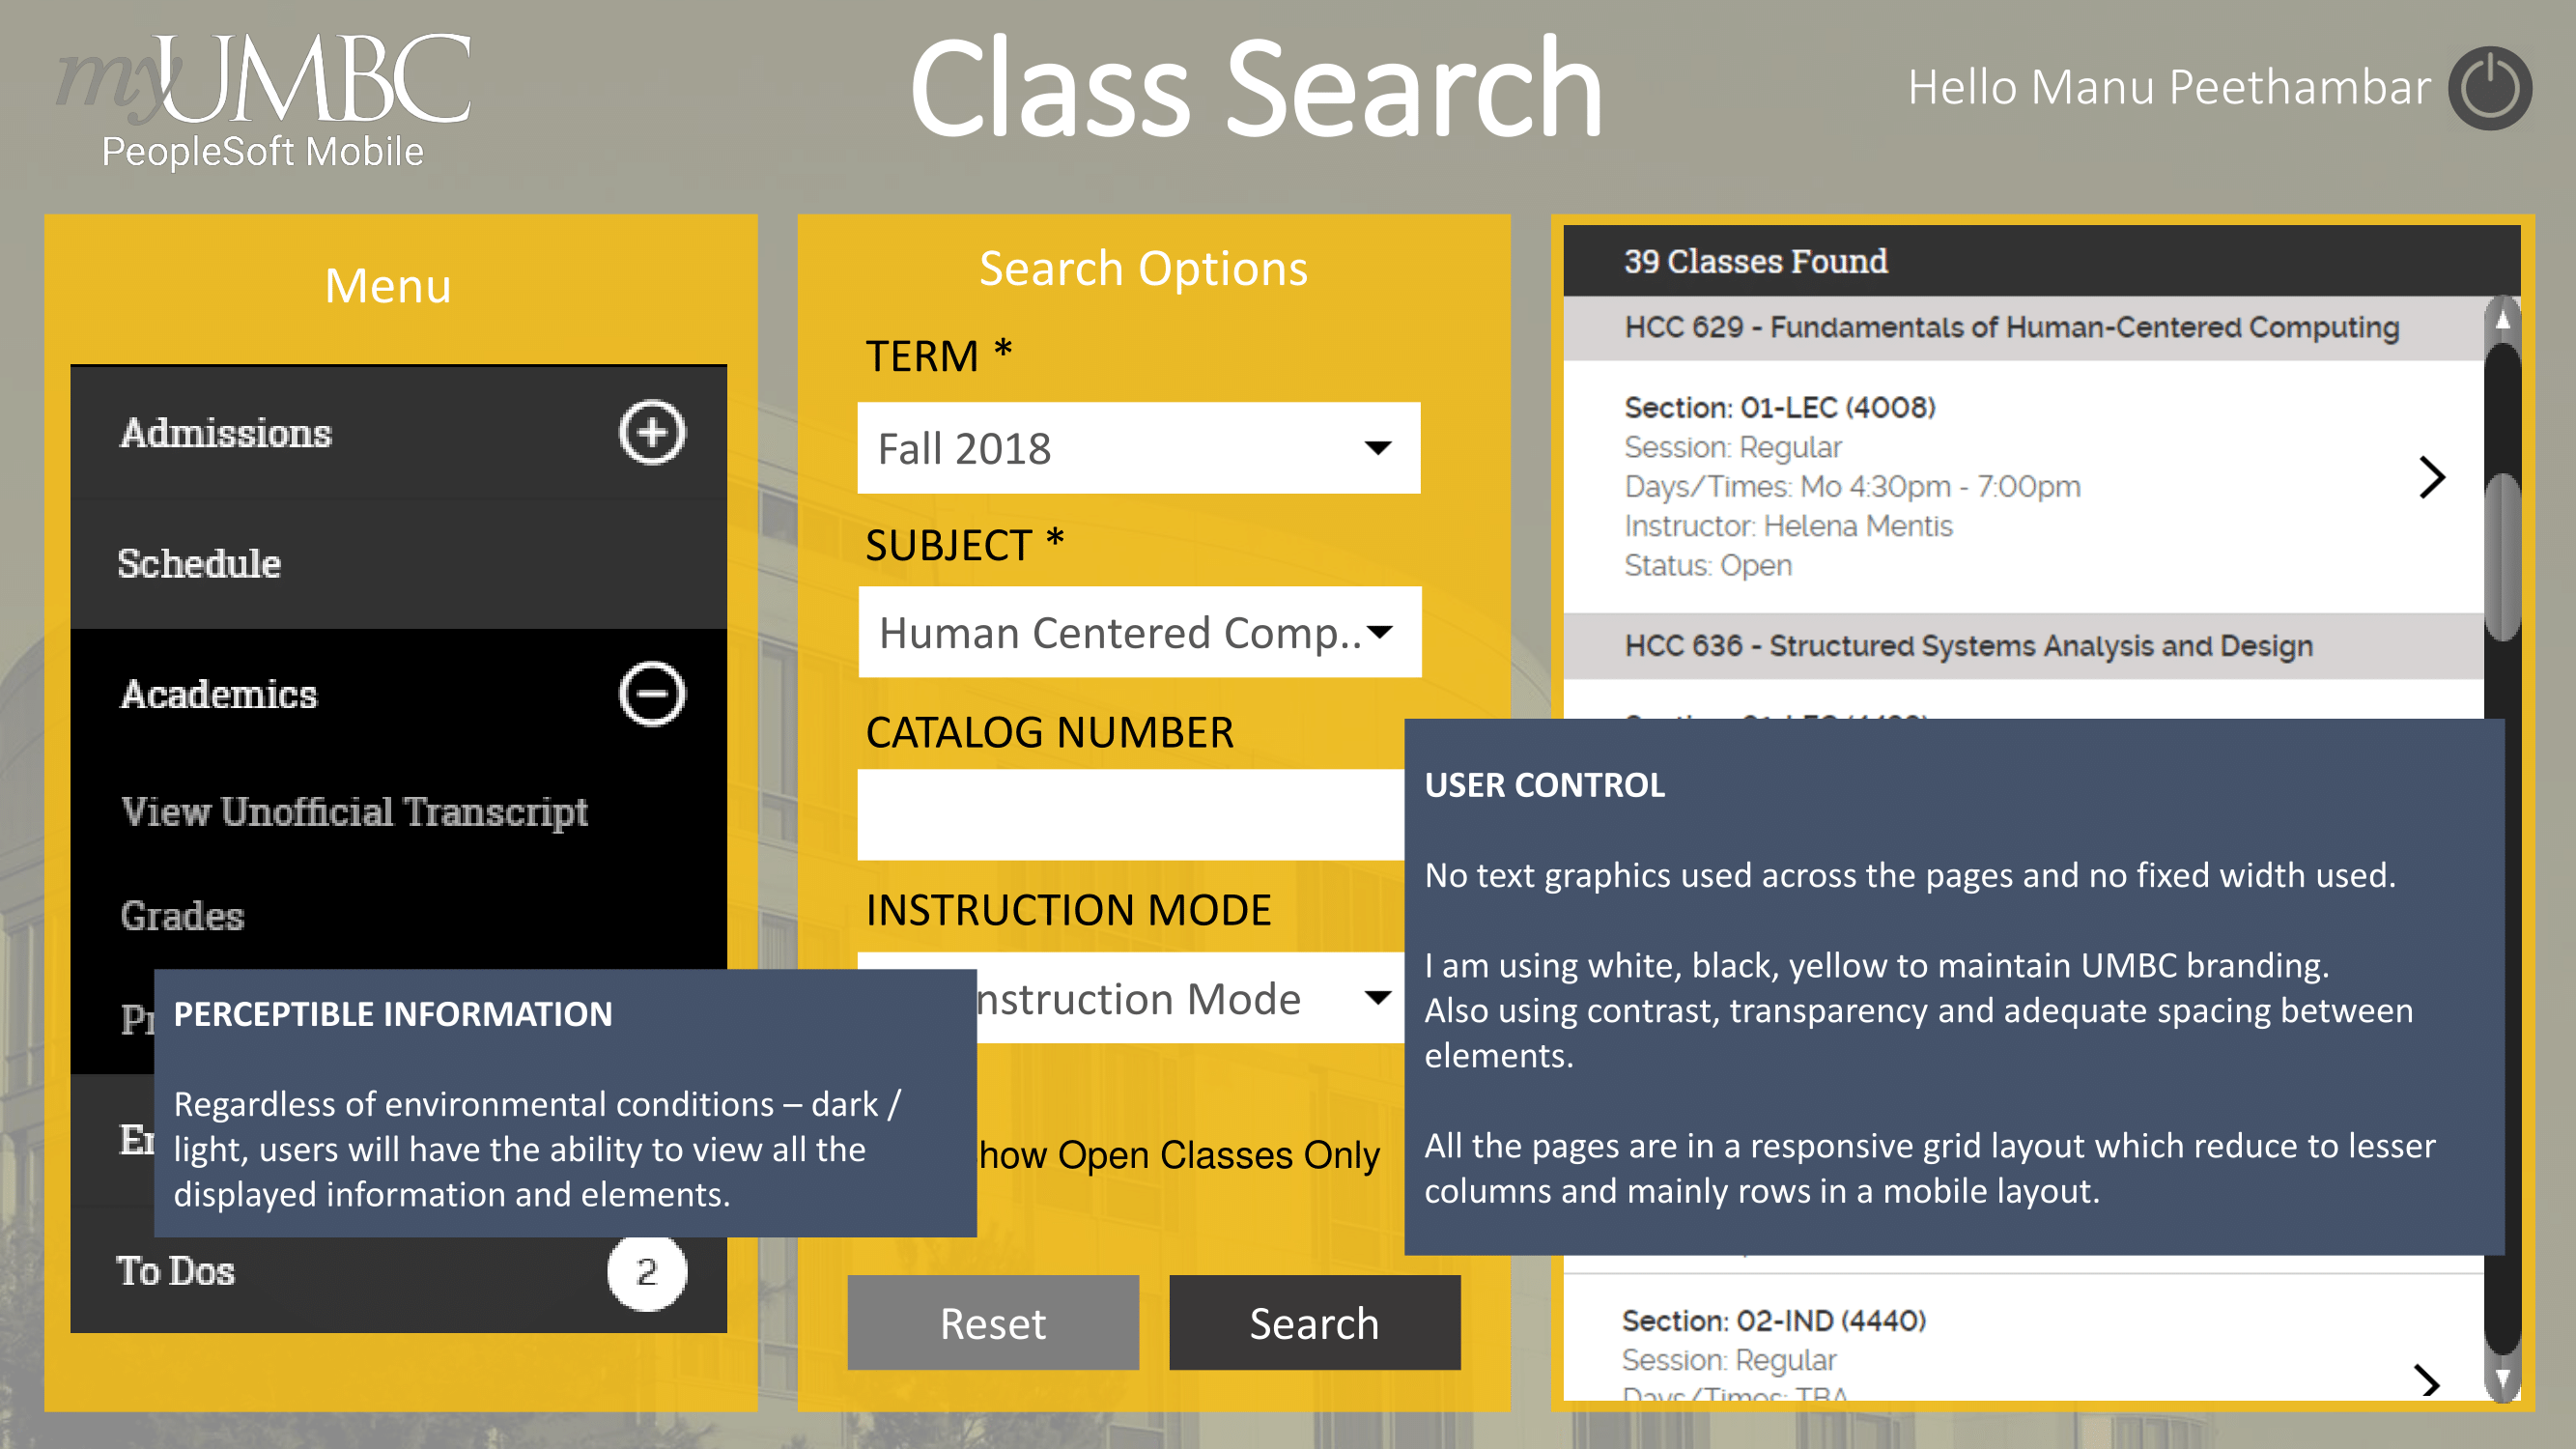 myUMBC
PeopleSoft Mobile
Class Search
Hello Manu Peethambar
Menu
Admissions
Schedule
Academics
View Unofficial Transcript
Grades
To Dos
2
PERCEPTIBLE INFORMATION
Regardless of environmental conditions – dark /
light, users will have the ability to view all the
displayed information and elements.
Search Options
TERM *
Fall 2018
SUBJECT *
Human Centered Comp..
CATALOG NUMBER
INSTRUCTION MODE
nstruction Mode
how Open Classes Only
Reset
Search
39 Classes Found
HCC 629 - Fundamentals of Human-Centered Computing
Section: 01-LEC (4008)
Session: Regular
Days/Times: Mo 4:30pm - 7:00pm
Instructor: Helena Mentis
Status: Open
HCC 636 - Structured Systems Analysis and Design
USER CONTROL
No text graphics used across the pages and no fixed width used.
I am using white, black, yellow to maintain UMBC branding.
Also using contrast, transparency and adequate spacing between
elements.
All the pages are in a responsive grid layout which reduce to lesser
columns and mainly rows in a mobile layout.
Section: 02-IND (4440)
Session: Regular
Days/Times: TBA